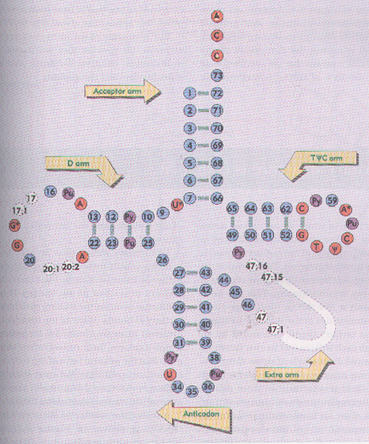 A
C
C
73
Acceptor arm
1 72
2 71
3 70
4 69
5 68
6 67
7 66
D arm
TΨC arm
17:1 17 16 Pu A
G*
G
20 20:1 20:2 A
13 12 Py 10 9 U*
22 23 Pu 25
26
65 64 63 62 C Py 59 A*
49 50 51 52 G T Ψ C Pu
Py
47:16
47:15
27 43 44
28 42 45
29 41 46
30 40 47
31 39 47:1
Py* 38
U Pu*
34 35 36
Extra arm
Anticodon